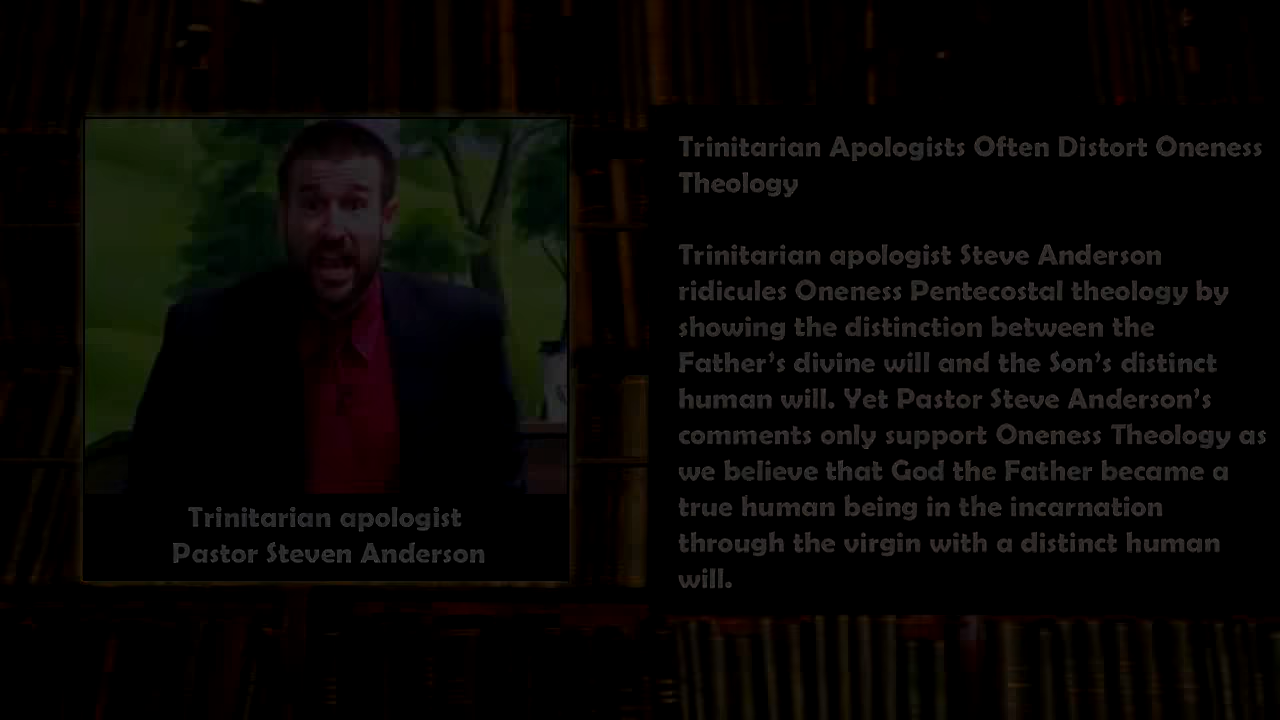 Trinitarian apologist
Pastor Steven Anderson
Trinitarian Apologists Often Distort Oneness
Theology
Trinitarian apologist Steve Anderson
ridicules Oneness Pentecostal theology by
showing the distinction between the
Father’s divine will and the Son’s distinct
human will. Yet Pastor Steve Anderson’s
comments only support Oneness Theology as
we believe that God the Father became a
true human being in the incarnation
through the virgin with a distinct human
will.